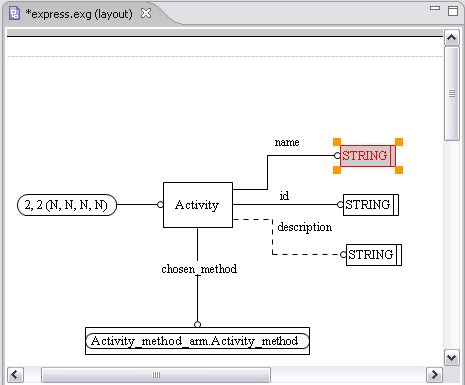 *express.exg (layout)
name
STRING
id
2, 2 (N, N, N, N)
Activity
STRING
description
STRING
chosen_method
Activity_method_arm.Activity_method